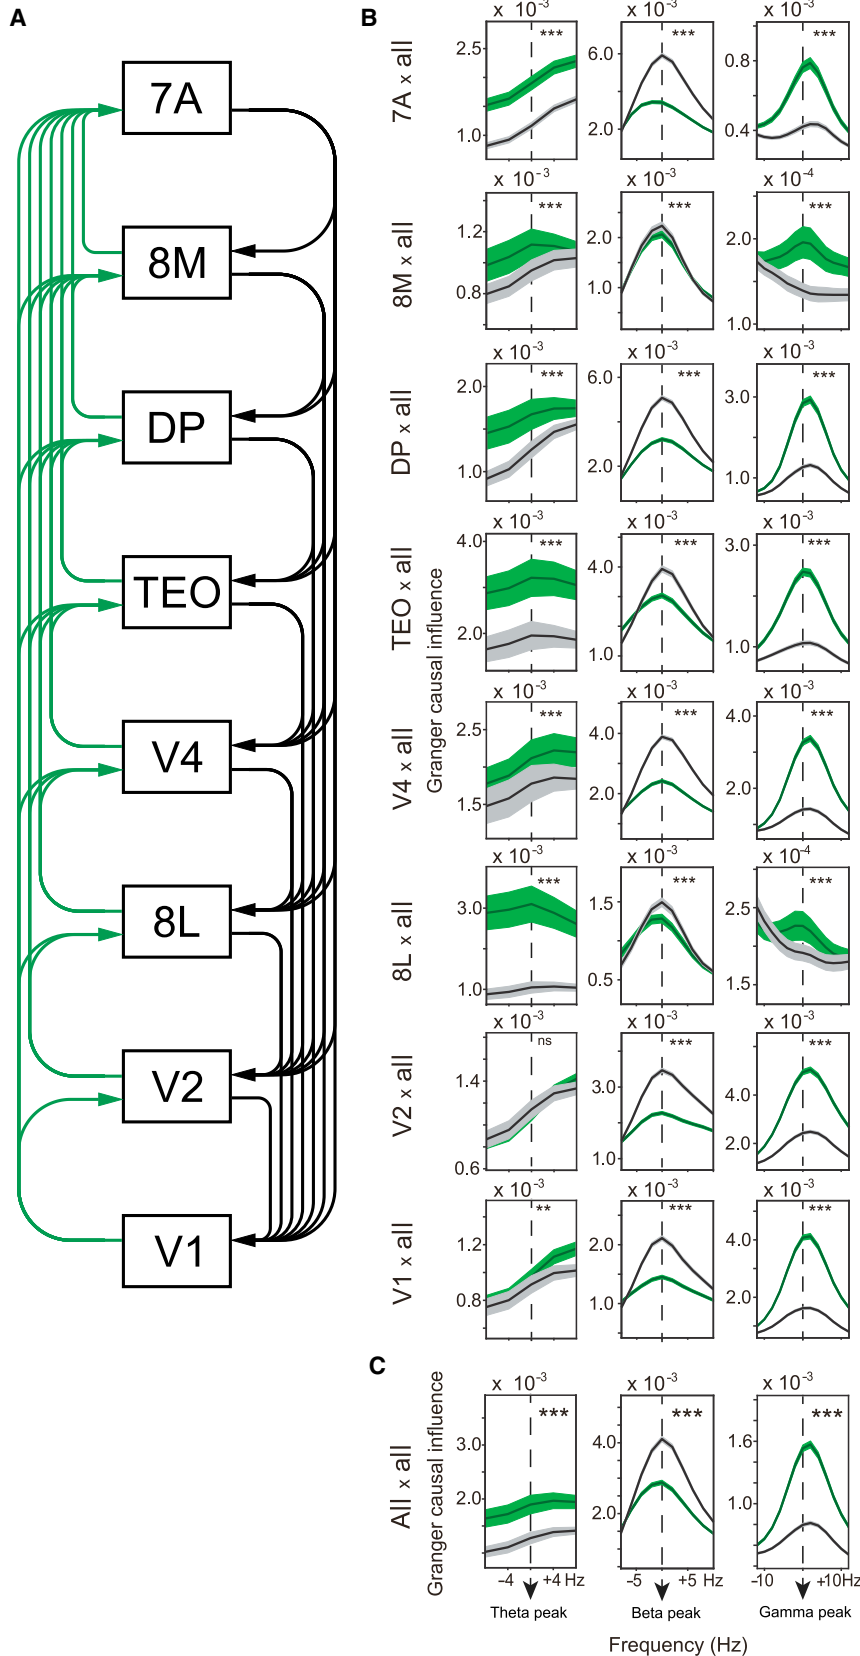 A
7A
8M
DP
TEO
V4
8L
V2
V1
B
7A x all
x 10-3
***
2.5
1.0
x 10-3
***
6.0
2.0
x 10-3
***
0.8
0.4
8M x all
x 10-3
***
1.2
0.8
x 10-3
***
2.0
1.0
x 10-4
***
2.0
1.0
DP x all
x 10-3
***
2.0
1.0
x 10-3
***
6.0
2.0
x 10-3
***
3.0
1.0
TEO x all
x 10-3
***
4.0
2.0
x 10-3
***
4.0
1.0
x 10-3
***
3.0
1.0
Granger causal influence
V4 x all
x 10-3
***
2.5
1.5
x 10-3
***
4.0
2.0
x 10-3
***
4.0
2.0
8L x all
x 10-3
***
3.0
1.0
x 10-3
***
1.5
0.5
x 10-4
***
2.5
1.5
V2 x all
x 10-3
ns
1.4
0.6
x 10-3
***
3.0
1.0
x 10-3
***
4.0
2.0
V1 x all
x 10-3
**
1.2
0.8
x 10-3
***
2.0
1.0
x 10-3
***
4.0
2.0
C
All x all
Granger causal influence
x 10-3
***
3.0
2.0
x 10-3
***
4.0
2.0
x 10-3
***
1.6
1.0
-4 +4 Hz
-5 +5 Hz
-10 +10Hz
Theta peak
Beta peak
Gamma peak
Frequency (Hz)